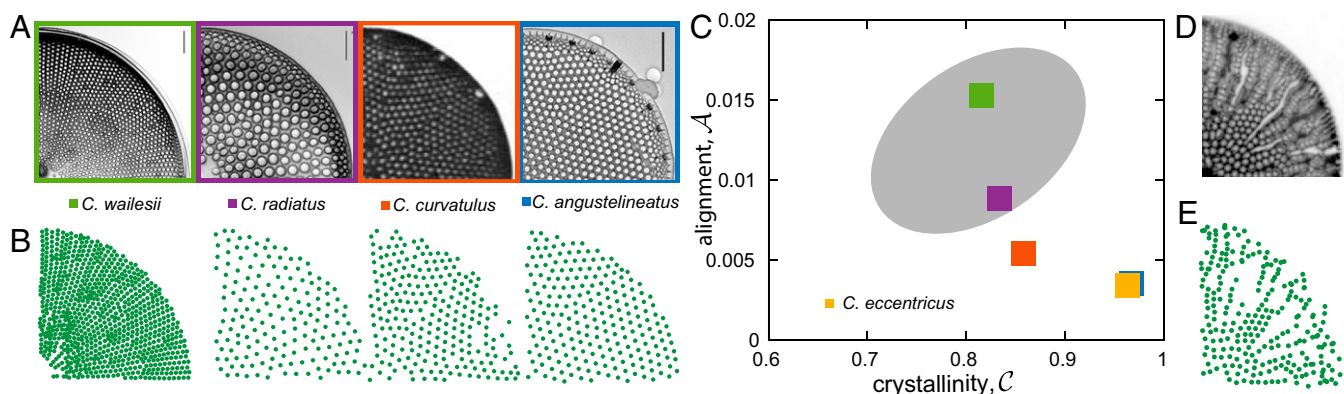 A
C. wailesii
C. radiatus
C. curvatulus
C. angustelineatus
B
C
0.02
0.015
0.01
0.005
0
alignment, 𝒜
C. eccentricus
0.6
0.7
0.8
0.9
1
crystallinity, 𝒞
D
E